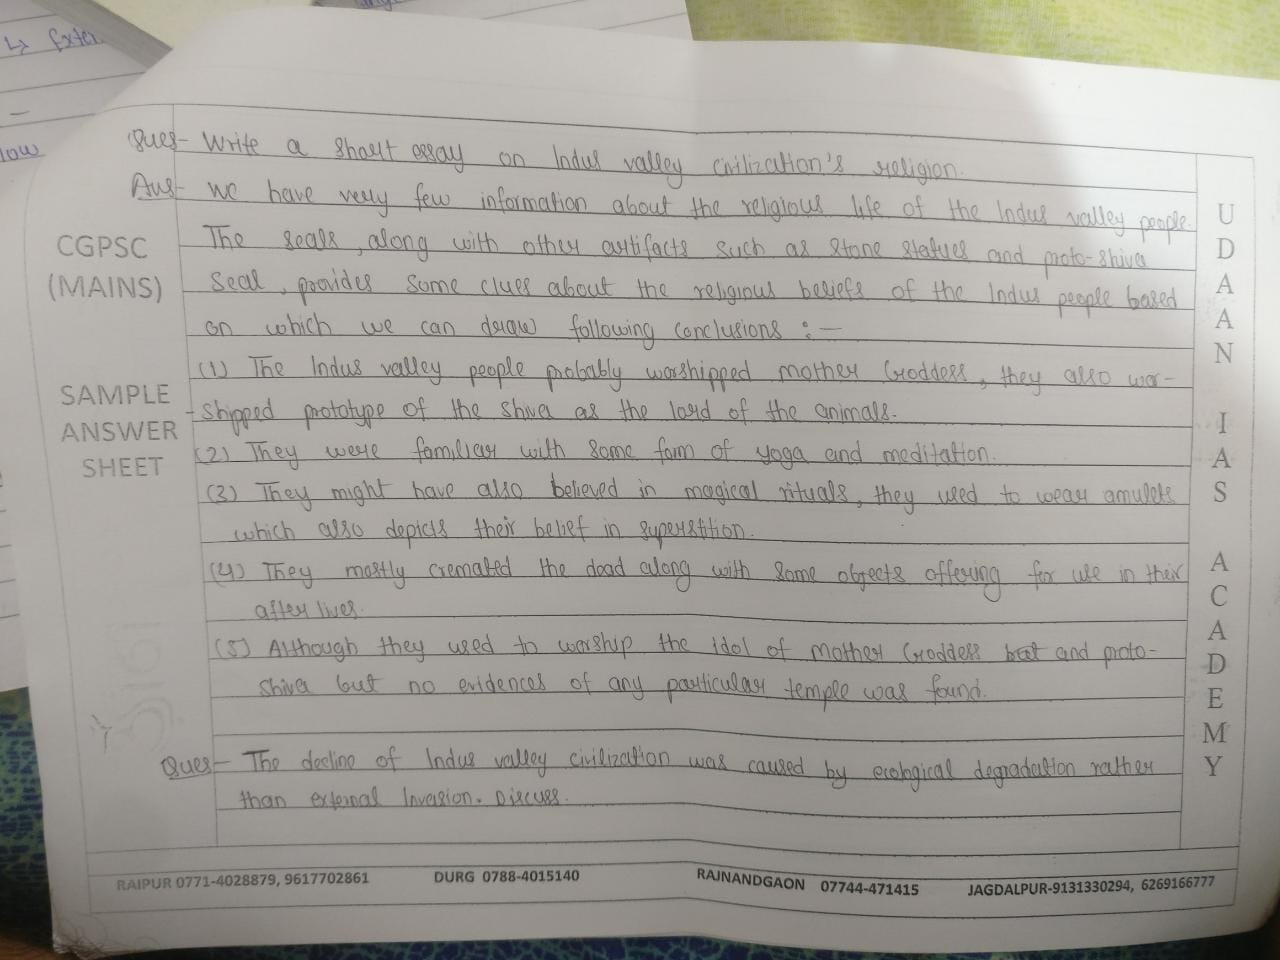 ↳ Exter
low
Ques- Write a short essay on Indus valley civilization's religion.
Ans- We have very few information about the religious life of the Indus valley people.
The seals, along with other artifacts such as stone statues and proto-shiva
seal, provides some clues about the religious beliefs of the Indus people based
on which we can draw following conclusions :—
(1) The Indus valley people probably worshipped mother Goddess, they also wor-
-shipped prototype of the shiva as the lord of the animals.
(2) They were familiar with some form of yoga and meditation.
(3) They might have also believed in magical rituals, they used to wear amulets
which also depicts their belief in superstition.
(4) They mostly cremated the dead along with some objects offering for use in their
after lives.
(5) Although they used to worship the idol of mother Goddess and proto-
shiva but no evidences of any particular temple was found.
Ques- The decline of Indus valley civilization was caused by ecological degradation rather
than external Invasion. Discuss.
CGPSC
(MAINS)
SAMPLE
ANSWER
SHEET
UDAAN IAS ACADEMY
RAIPUR 0771-4028879, 9617702861 DURG 0788-4015140 RAJNANDGAON 07744-471415 JAGDALPUR-9131330294, 6269166777